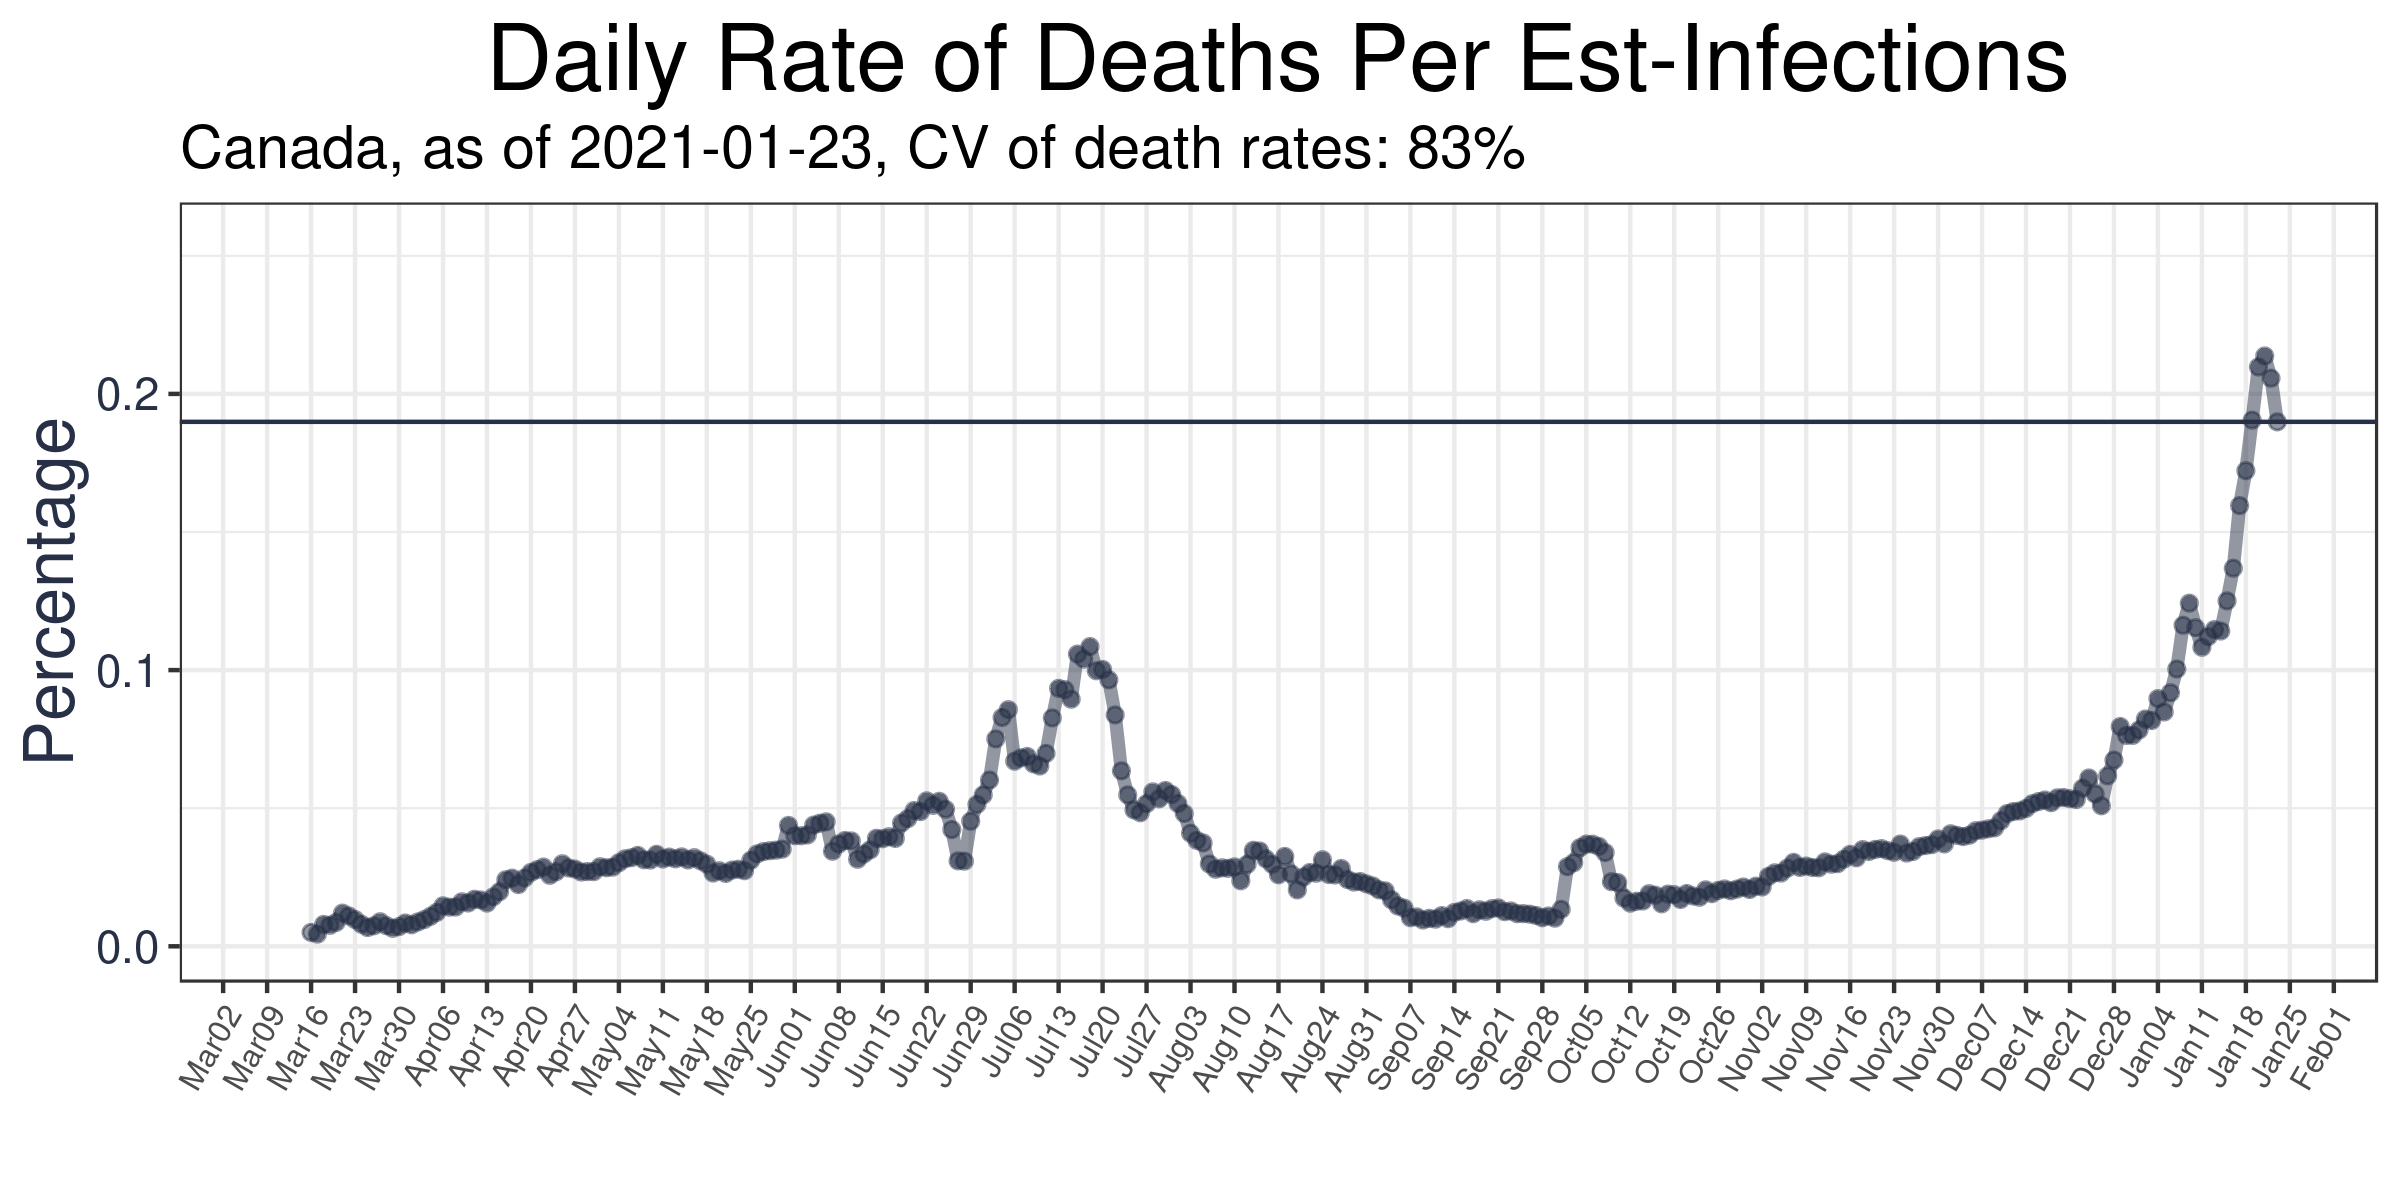 Daily Rate of Deaths Per Est-Infections
Canada, as of 2021-01-23, CV of death rates: 83%
Percentage
0.2
0.1
0.0
Mar02
Mar09
Mar16
Mar23
Mar30
Apr06
Apr13
Apr20
Apr27
May04
May11
May18
May25
Jun01
Jun08
Jun15
Jun22
Jun29
Jul06
Jul13
Jul20
Jul27
Aug03
Aug10
Aug17
Aug24
Aug31
Sep07
Sep14
Sep21
Sep28
Oct05
Oct12
Oct19
Oct26
Nov02
Nov09
Nov16
Nov23
Nov30
Dec07
Dec14
Dec21
Dec28
Jan04
Jan11
Jan18
Jan25
Feb01